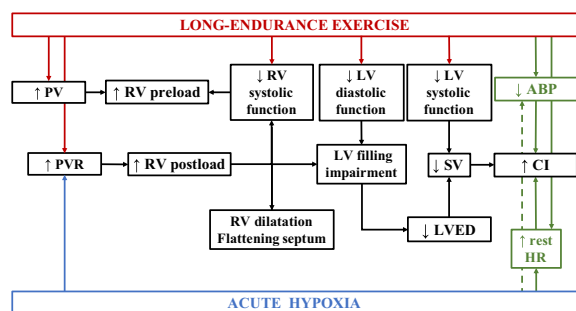 LONG-ENDURANCE EXERCISE
↑ PV
↑ RV preload
↓ RV
systolic
function
↓ LV
diastolic
function
↓ LV
systolic
function
↓ ABP
↑ PVR
↑ RV postload
LV filling
impairment
↓ SV
↑ CI
RV dilatation
Flattening septum
↓ LVED
↑ rest
HR
ACUTE HYPOXIA